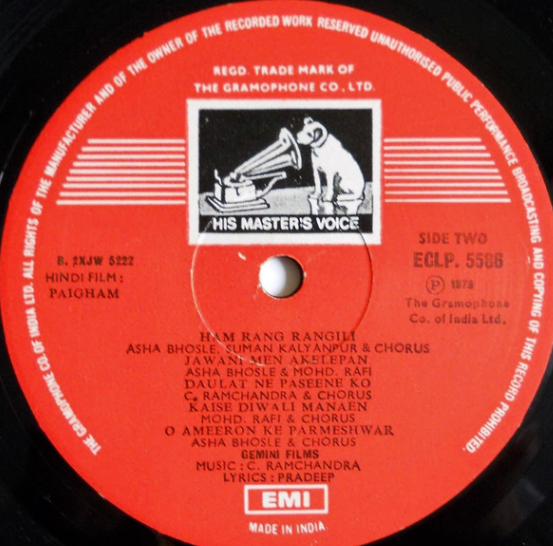 THE GRAMOPHONE CO. OF INDIA LTD. ALL RIGHTS OF THE MANUFACTURER AND OF THE OWNER OF THE RECORDED WORK RESERVED UNAUTHORISED PUBLIC PERFORMANCE BROADCASTING AND COPYING OF THIS RECORD PROHIBITED.
REGD. TRADE MARK OF
THE GRAMOPHONE CO., LTD.
HIS MASTER'S VOICE
B. 2XJW 5222
HINDI FILM :
PAIGHAM
SIDE TWO
ECLP. 5586
Ⓟ 1978
The Gramophone
Co. of India Ltd.
HAM RANG RANGILI
ASHA BHOSLE, SUMAN KALYANPUR & CHORUS
JAWANI MEN AKELEPAN
ASHA BHOSLE & MOHD. RAFI
DAULAT NE PASEENE KO
C. RAMCHANDRA & CHORUS
KAISE DIWALI MANAEN
MOHD. RAFI & CHORUS
O AMEERON KE PARMESHWAR
ASHA BHOSLE & CHORUS
GEMINI FILMS
MUSIC : C. RAMCHANDRA
LYRICS : PRADEEP
EMI
MADE IN INDIA.